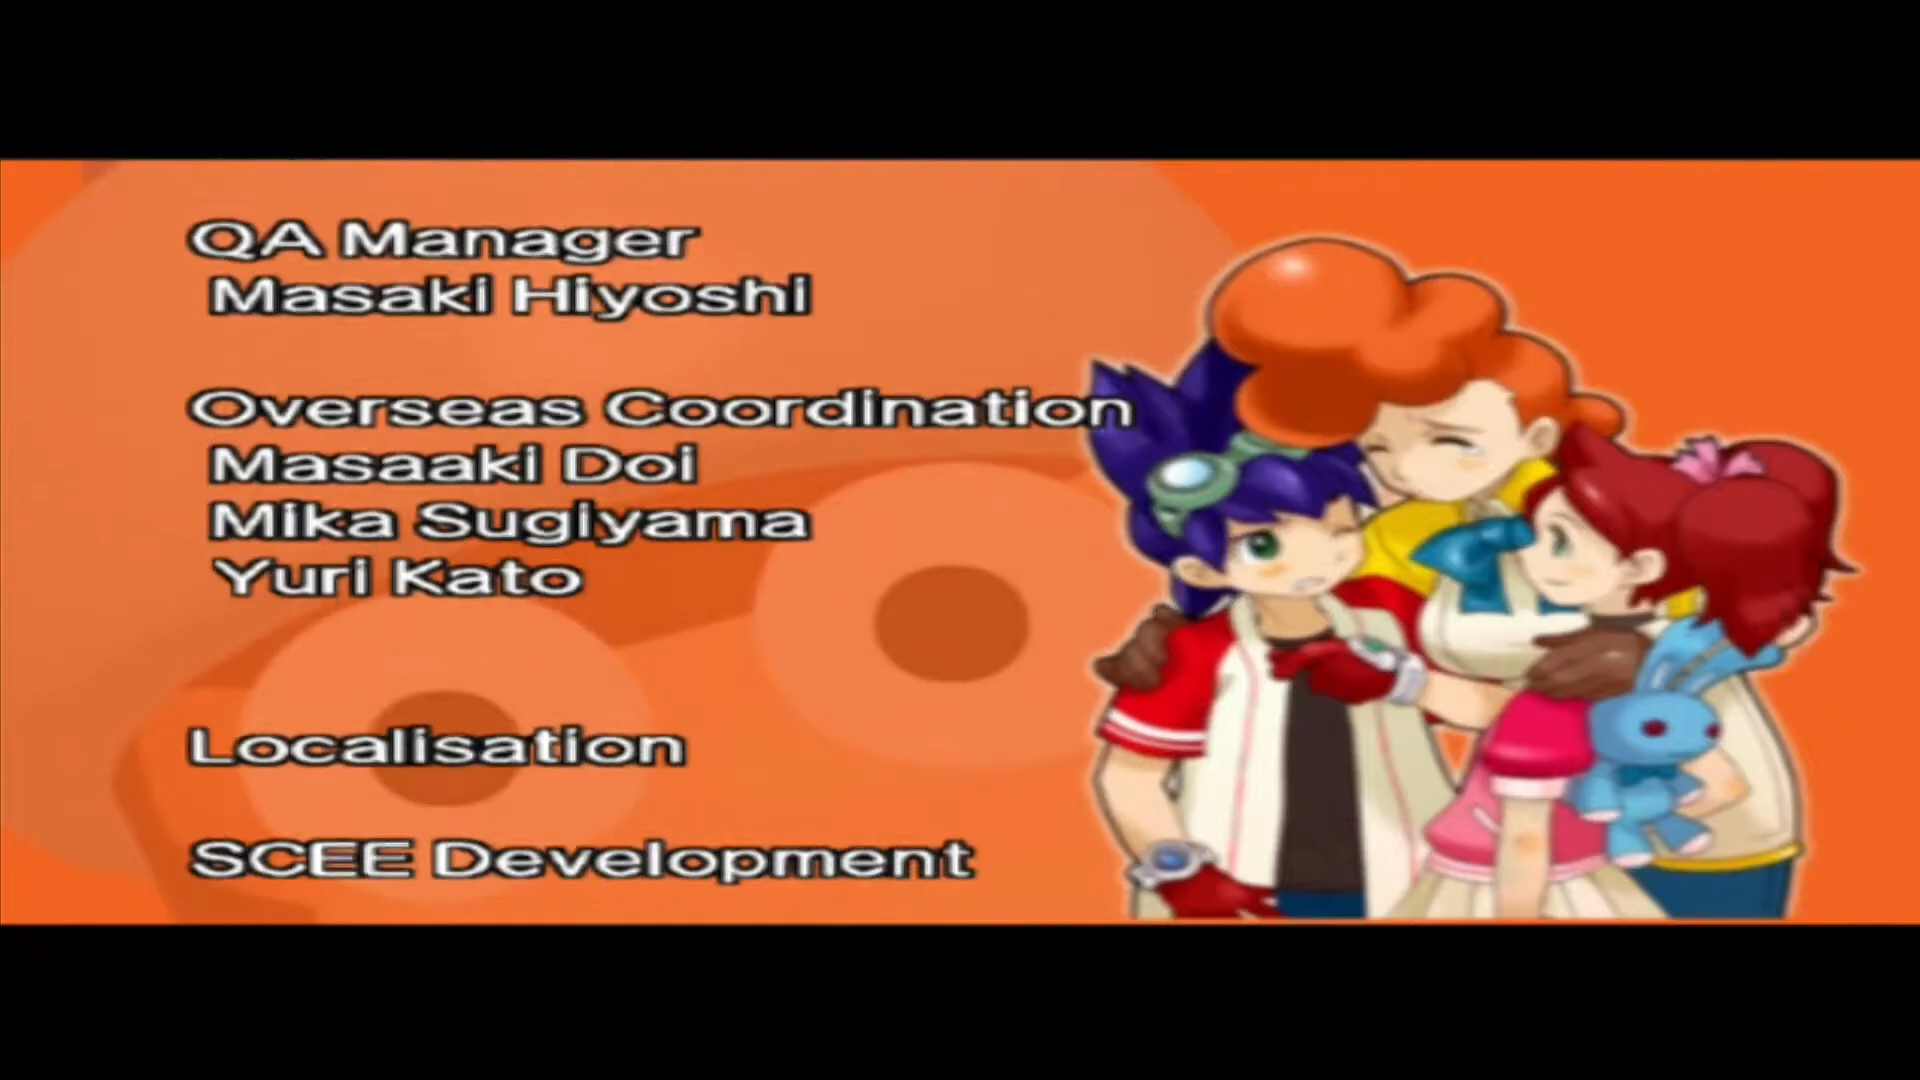 QA Manager
Masaki Hiyoshi
Overseas Coordination
Masaaki Doi
Mika Sugiyama
Yuri Kato
Localisation
SCEE Development